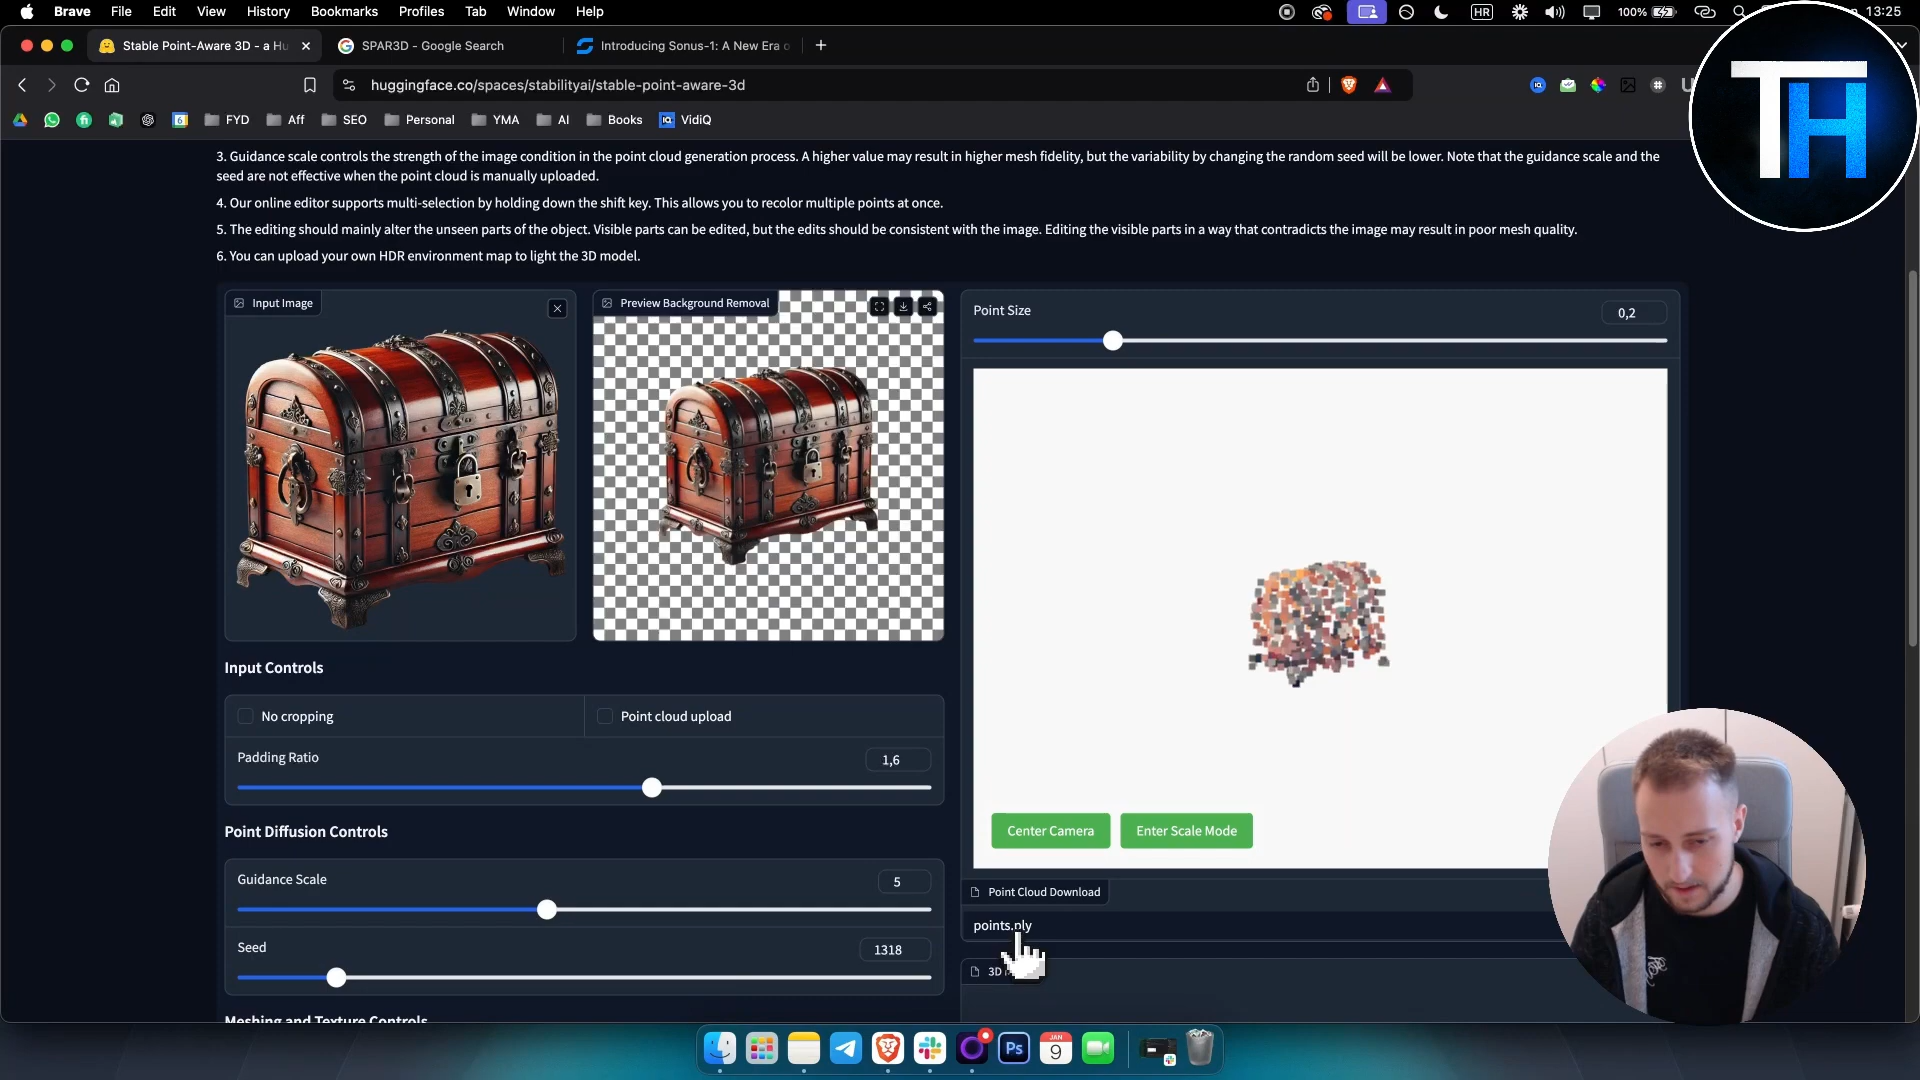 Brave File Edit View History Bookmarks Profiles Tab Window Help HR 100% 13:25
Stable Point-Aware 3D - a Hu
SPAR3D - Google Search
Introducing Sonus-1: A New Era o
huggingface.co/spaces/stabilityai/stable-point-aware-3d
FYD Aff SEO Personal YMA AI Books VidiQ
TH
3. Guidance scale controls the strength of the image condition in the point cloud generation process. A higher value may result in higher mesh fidelity, but the variability by changing the random seed will be lower. Note that the guidance scale and the
seed are not effective when the point cloud is manually uploaded.
4. Our online editor supports multi-selection by holding down the shift key. This allows you to recolor multiple points at once.
5. The editing should mainly alter the unseen parts of the object. Visible parts can be edited, but the edits should be consistent with the image. Editing the visible parts in a way that contradicts the image may result in poor mesh quality.
6. You can upload your own HDR environment map to light the 3D model.
Input Image
Preview Background Removal
Point Size
0,2
Input Controls
No cropping
Point cloud upload
Padding Ratio
1,6
Point Diffusion Controls
Guidance Scale
5
Seed
1318
Meshing and Texture Controls
Center Camera
Enter Scale Mode
Point Cloud Download
points.ply
3D
Ps
JAN
9